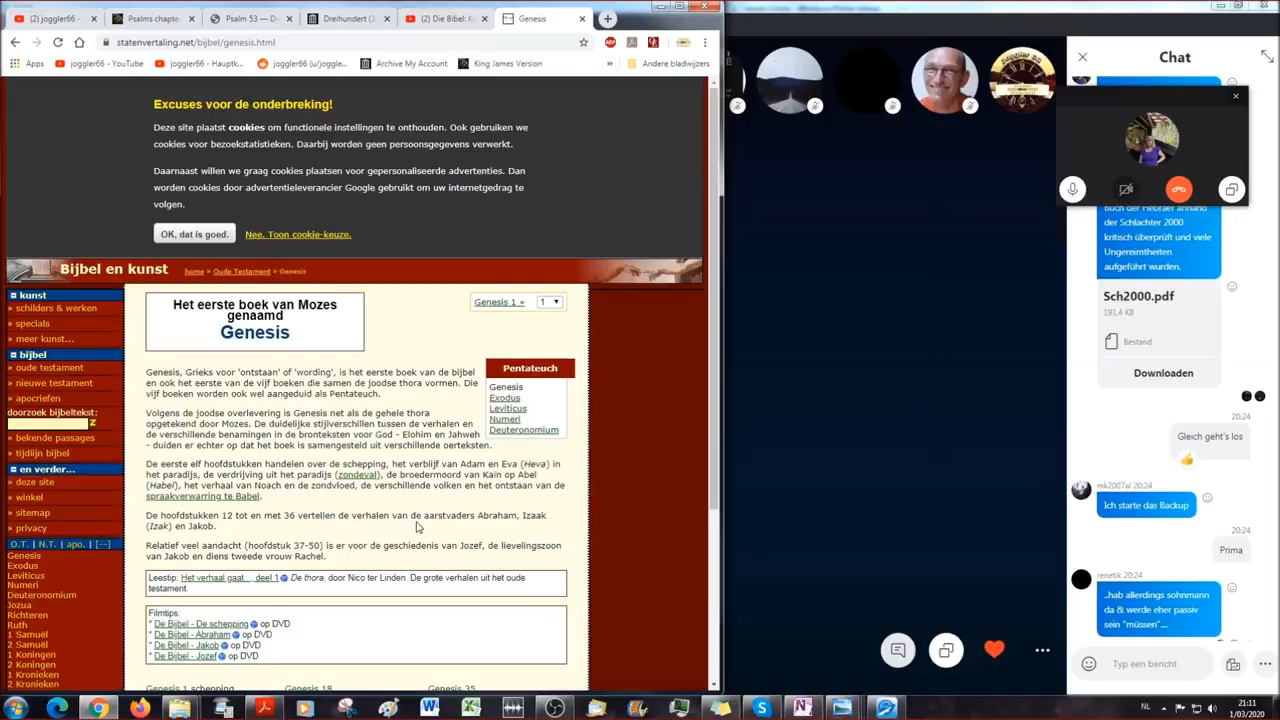 (2) joggler66
Psalms chapte
Psalm 53 — D
Dreihundert (3
(2) Die Bibel: K
Genesis
statenvertaling.net/bijbel/genesis.html
Apps
joggler66 - YouTube
joggler66 - Hauptk...
joggler66 (u/joggle...
Archive My Account
King James Version
»
Andere bladwijzers
Excuses voor de onderbreking!
Deze site plaatst cookies om functionele instellingen te onthouden. Ook gebruiken we
cookies voor bezoekstatistieken. Daarbij worden geen persoonsgegevens verwerkt.
Daarnaast willen we graag cookies plaatsen voor gepersonaliseerde advertenties. Dan
worden cookies door advertentieleverancier Google gebruikt om uw internetgedrag te
volgen.
OK, dat is goed.
Nee. Toon cookie-keuze.
Bijbel en kunst
home » Oude Testament » Genesis
kunst
» schilders & werken
» specials
» meer kunst...
bijbel
» oude testament
» nieuwe testament
» apocriefen
doorzoek bijbeltekst:
z
» bekende passages
» tijdlijn bijbel
en verder...
» deze site
» winkel
» sitemap
» privacy
O.T. | N.T. | apo. | [—]
Genesis
Exodus
Leviticus
Numeri
Deuteronomium
Jozua
Richteren
Ruth
1 Samuël
2 Samuël
1 Koningen
2 Koningen
1 Kronieken
2 Kronieken
Het eerste boek van Mozes
genaamd
Genesis
Genesis 1 »
1
Genesis, Grieks voor 'ontstaan' of 'wording', is het eerste boek van de bijbel
en ook het eerste van de vijf boeken die samen de joodse thora vormen. Die
vijf boeken worden ook wel aangeduid als Pentateuch.
Pentateuch
Genesis
Exodus
Leviticus
Numeri
Deuteronomium
Volgens de joodse overlevering is Genesis net als de gehele thora
opgetekend door Mozes. De duidelijke stijlverschillen tussen de verhalen en
de verschillende benamingen in de bronteksten voor God - Elohim en Jahweh
- duiden er echter op dat het boek is samengesteld uit verschillende oerteksten.
De eerste elf hoofdstukken handelen over de schepping, het verblijf van Adam en Eva (Heva) in
het paradijs, de verdrijving uit het paradijs (zondeval), de broedermoord van Kaïn op Abel
(Habel), het verhaal van Noach en de zondvloed, de verschillende volken en het ontstaan van de
spraakverwarring te Babel.
De hoofdstukken 12 tot en met 36 vertellen de verhalen van de aarstvaders Abraham, Izaak
(Izak) en Jakob.
Relatief veel aandacht (hoofdstuk 37-50) is er voor de geschiedenis van Jozef, de lievelingszoon
van Jakob en diens tweede vrouw Rachel.
Leestip: Het verhaal gaat..., deel 1 De thora, door Nico ter Linden. De grote verhalen uit het oude
testament.
Filmtips:
* De Bijbel - De schepping op DVD
* De Bijbel - Abraham op DVD
* De Bijbel - Jakob op DVD
* De Bijbel - Jozef op DVD
Genesis 1 schepping
Genesis 18
Genesis 35
Chat
Buch der Hebräer anhand
der Schlachter 2000
kritisch überprüft und viele
Ungereimtheiten
aufgeführt wurden.
Sch2000.pdf
191,4 KB
Bestand
Downloaden
20:24
Gleich geht's los
mk2007al 20:24
Ich starte das Backup
20:24
Prima
renetik 20:24
..hab allerdings sohnmann
da & werde eher passiv
sein "müssen"....
Typ een bericht
NL
21:11
1/03/2020